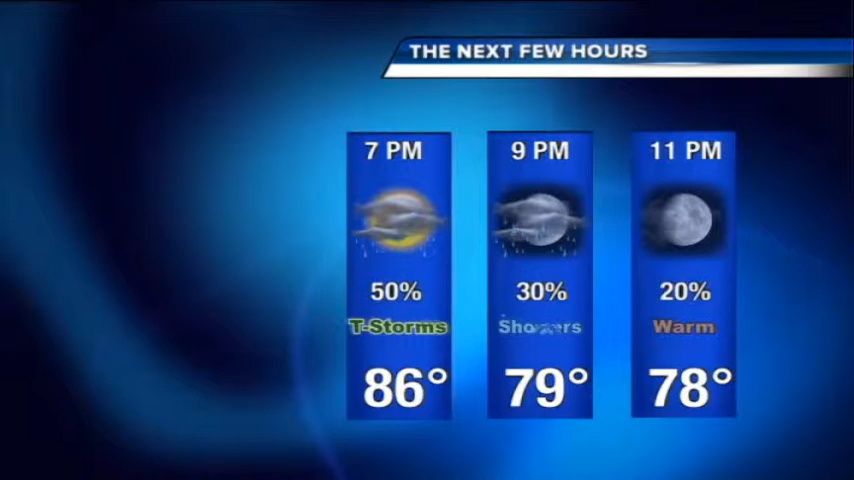 THE NEXT FEW HOURS
7 PM 9 PM 11 PM
50% 30% 20%
T-Storms Showers Warm
86° 79° 78°